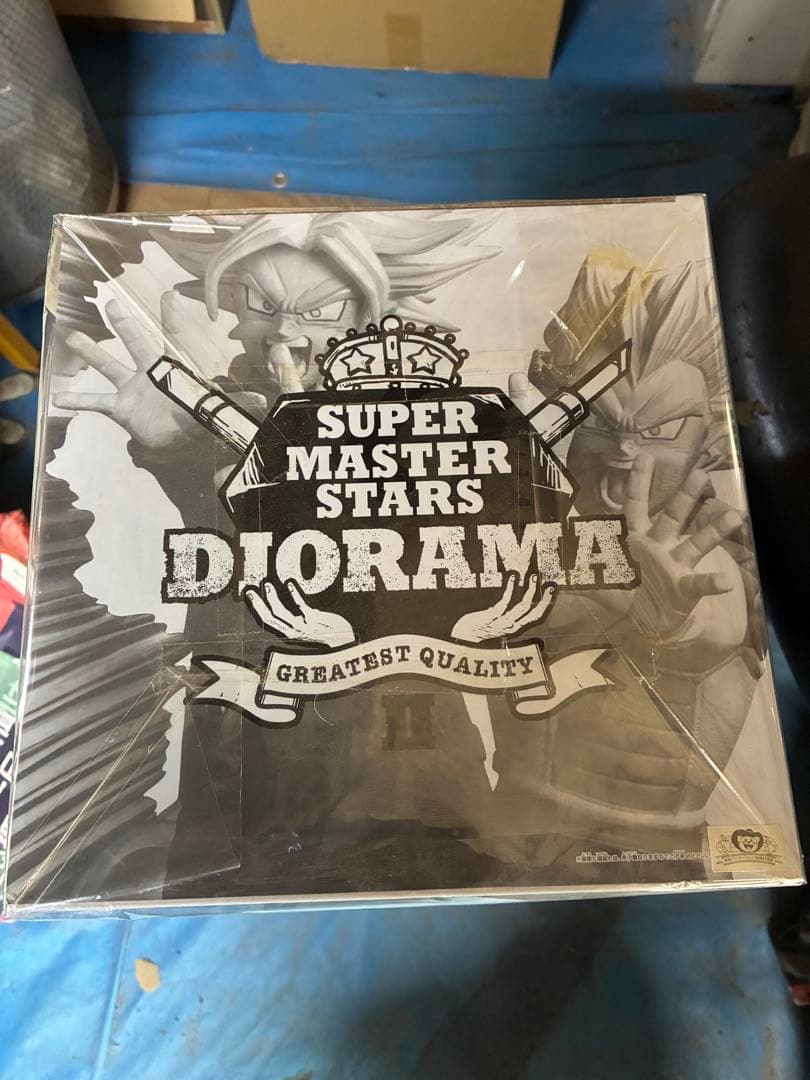 SUPER
MASTER
STARS
DIORAMA
GREATEST QUALITY
II